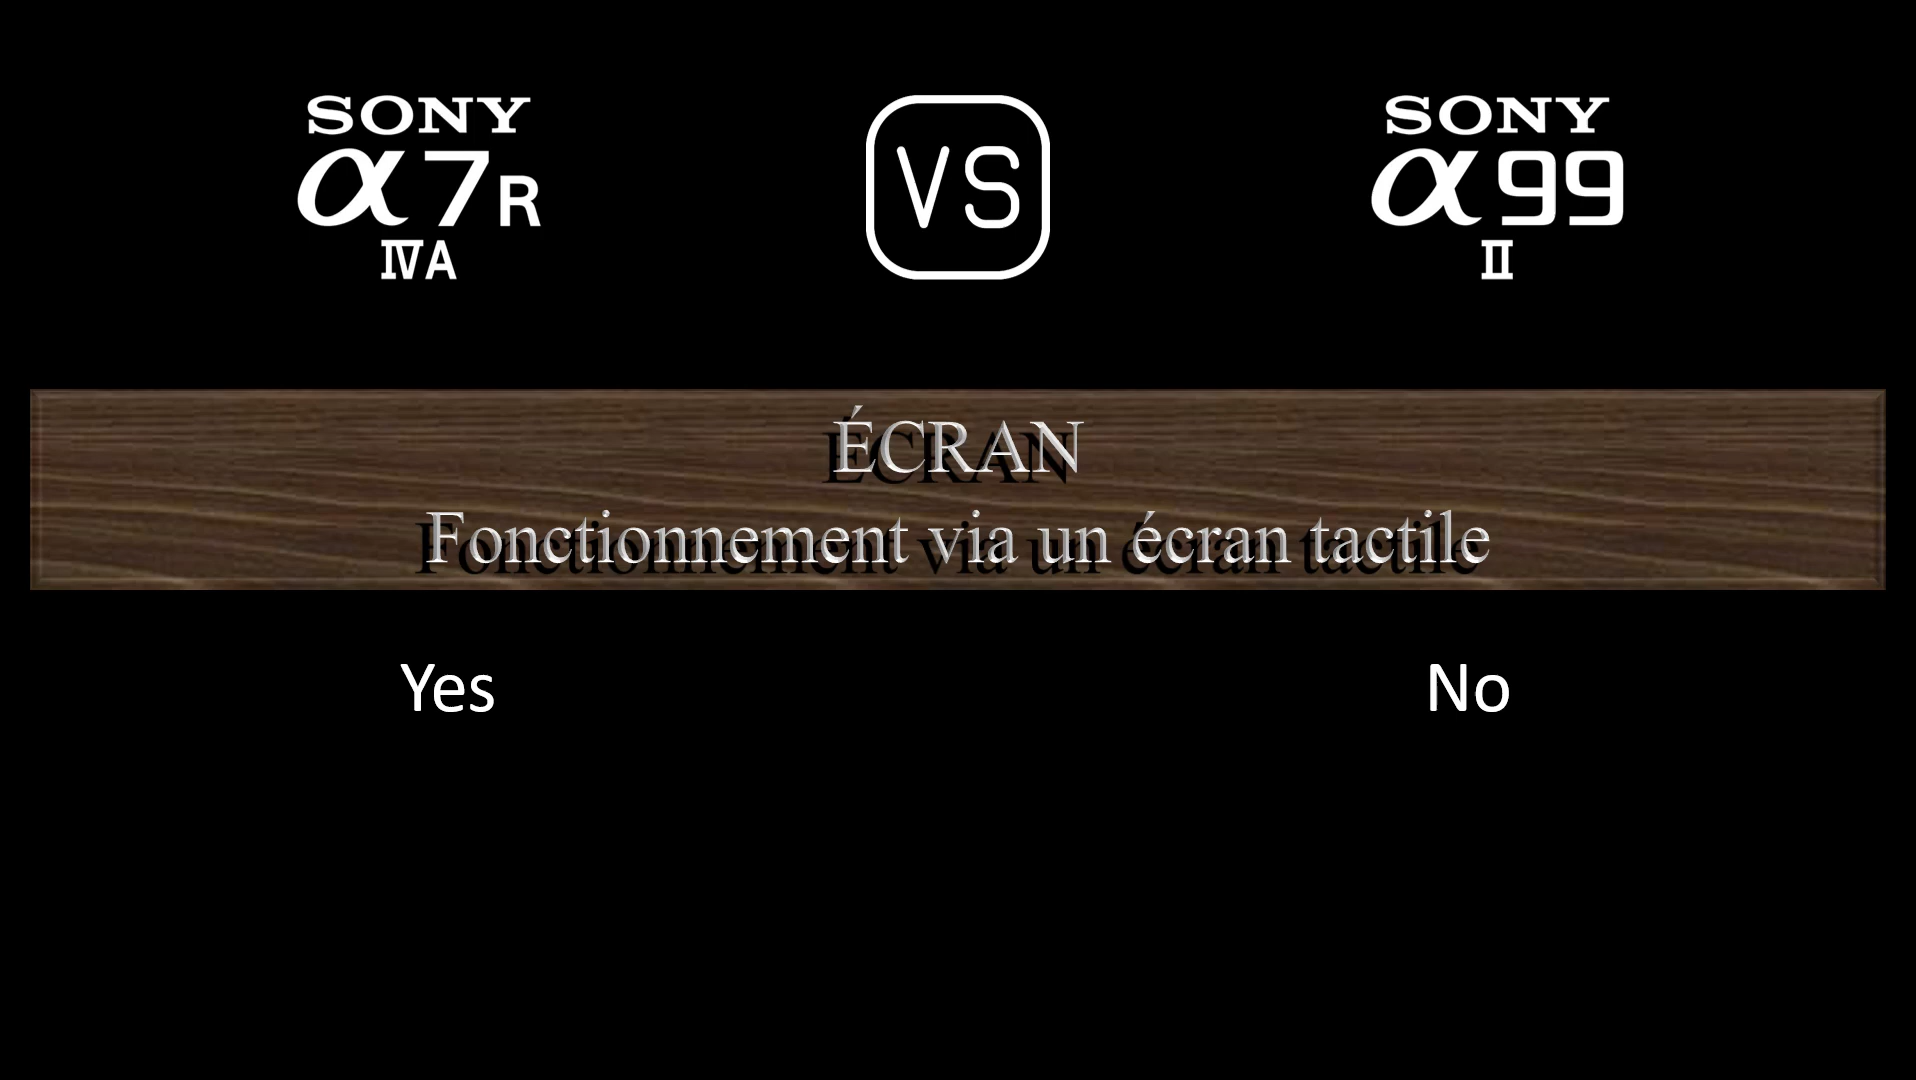 SONY
α7R
IVA
VS
SONY
α99
II
ÉCRAN
Fonctionnement via un écran tactile
Yes
No